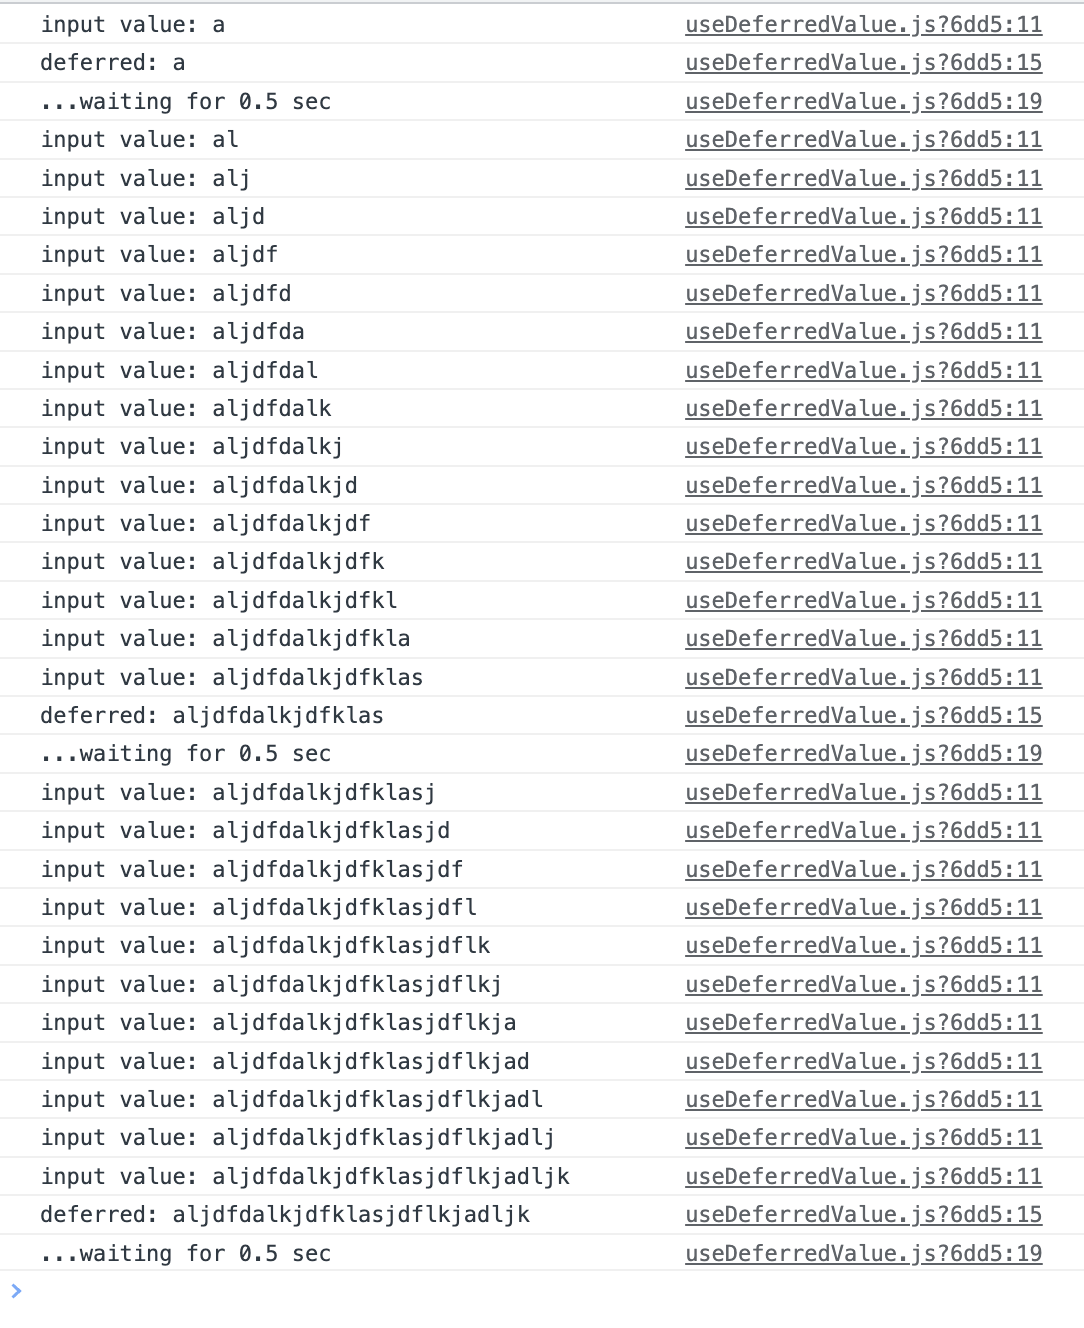 input value: a useDeferredValue.js?6dd5:11
deferred: a useDeferredValue.js?6dd5:15
...waiting for 0.5 sec useDeferredValue.js?6dd5:19
input value: al useDeferredValue.js?6dd5:11
input value: alj useDeferredValue.js?6dd5:11
input value: aljd useDeferredValue.js?6dd5:11
input value: aljdf useDeferredValue.js?6dd5:11
input value: aljdfd useDeferredValue.js?6dd5:11
input value: aljdfda useDeferredValue.js?6dd5:11
input value: aljdfdal useDeferredValue.js?6dd5:11
input value: aljdfdalk useDeferredValue.js?6dd5:11
input value: aljdfdalkj useDeferredValue.js?6dd5:11
input value: aljdfdalkjd useDeferredValue.js?6dd5:11
input value: aljdfdalkjdf useDeferredValue.js?6dd5:11
input value: aljdfdalkjdfk useDeferredValue.js?6dd5:11
input value: aljdfdalkjdfkl useDeferredValue.js?6dd5:11
input value: aljdfdalkjdfkla useDeferredValue.js?6dd5:11
input value: aljdfdalkjdfklas useDeferredValue.js?6dd5:11
deferred: aljdfdalkjdfklas useDeferredValue.js?6dd5:15
...waiting for 0.5 sec useDeferredValue.js?6dd5:19
input value: aljdfdalkjdfklasj useDeferredValue.js?6dd5:11
input value: aljdfdalkjdfklasjd useDeferredValue.js?6dd5:11
input value: aljdfdalkjdfklasjdf useDeferredValue.js?6dd5:11
input value: aljdfdalkjdfklasjdfl useDeferredValue.js?6dd5:11
input value: aljdfdalkjdfklasjdflk useDeferredValue.js?6dd5:11
input value: aljdfdalkjdfklasjdflkj useDeferredValue.js?6dd5:11
input value: aljdfdalkjdfklasjdflkja useDeferredValue.js?6dd5:11
input value: aljdfdalkjdfklasjdflkjad useDeferredValue.js?6dd5:11
input value: aljdfdalkjdfklasjdflkjadl useDeferredValue.js?6dd5:11
input value: aljdfdalkjdfklasjdflkjadlj useDeferredValue.js?6dd5:11
input value: aljdfdalkjdfklasjdflkjadljk useDeferredValue.js?6dd5:11
deferred: aljdfdalkjdfklasjdflkjadljk useDeferredValue.js?6dd5:15
...waiting for 0.5 sec useDeferredValue.js?6dd5:19